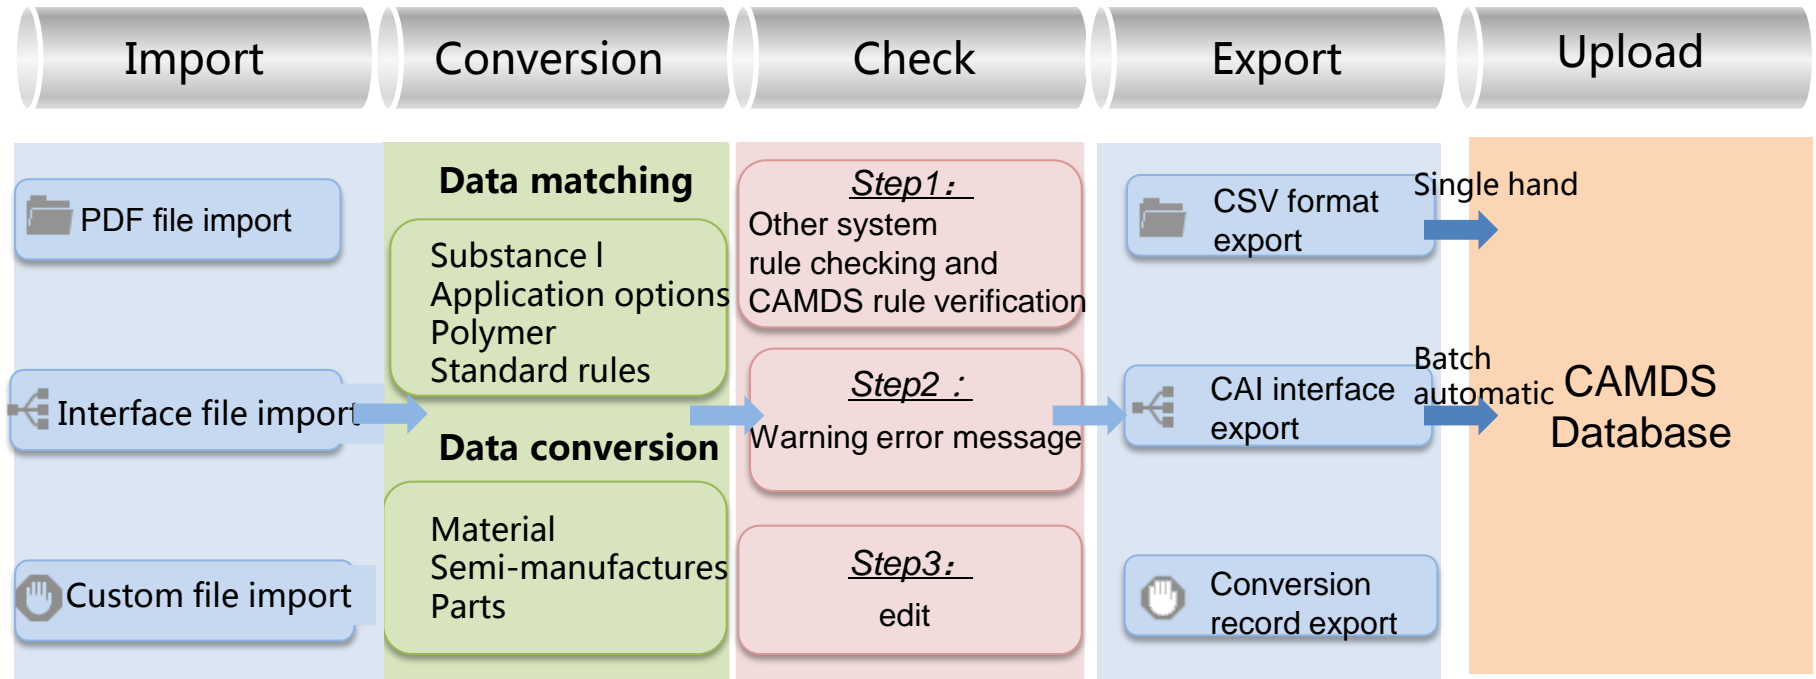 Import
Conversion
Check
Export
Upload
PDF file import
Interface file import
Custom file import
Data matching
Substance l
Application options
Polymer
Standard rules
Data conversion
Material
Semi-manufactures
Parts
Step1：
Other system
rule checking and
CAMDS rule verification
Step2 ：
Warning error message
Step3：
edit
CSV format
export
CAI interface
export
Conversion
record export
Single hand
Batch
automatic
CAMDS
Database